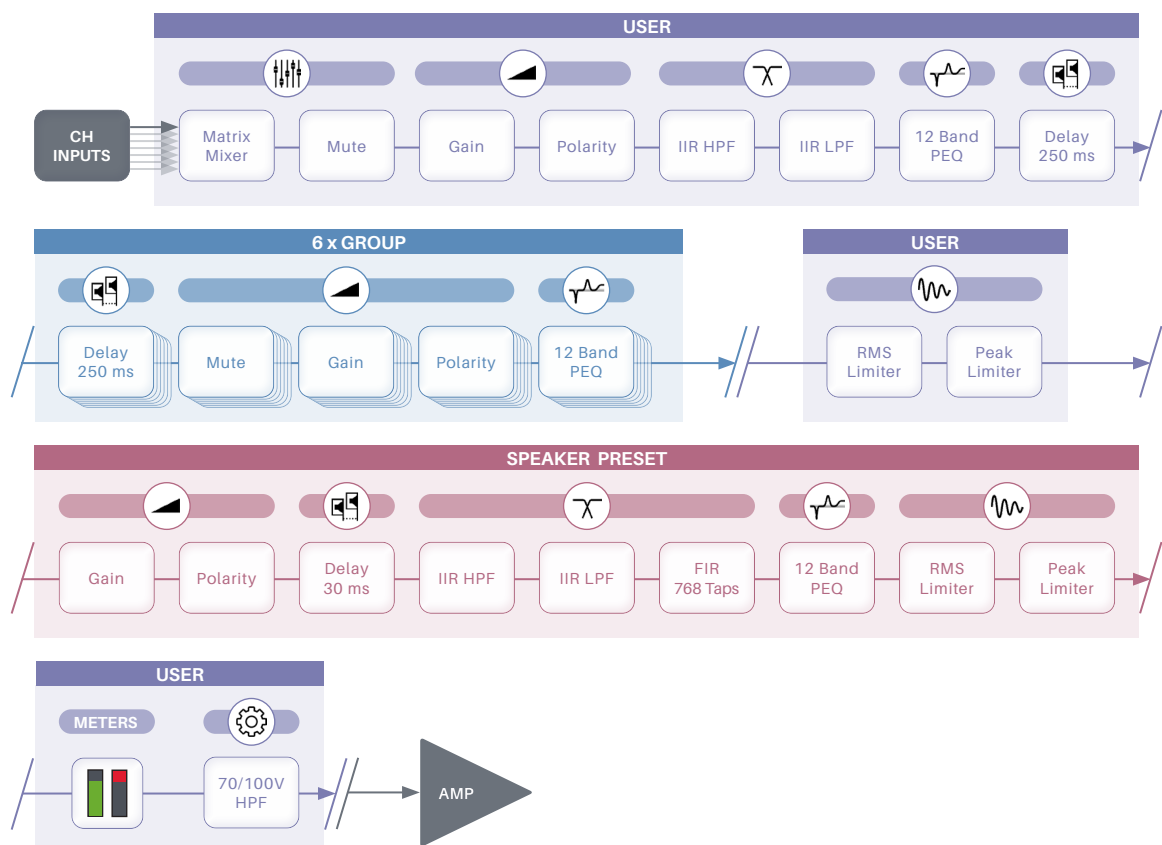 USER
CH
INPUTS
Matrix
Mixer
Mute
Gain
Polarity
IIR HPF
IIR LPF
12 Band
PEQ
Delay
250 ms
6 x GROUP
Delay
250 ms
Mute
Gain
Polarity
12 Band
PEQ
USER
RMS
Limiter
Peak
Limiter
SPEAKER PRESET
Gain
Polarity
Delay
30 ms
IIR HPF
IIR LPF
FIR
768 Taps
12 Band
PEQ
RMS
Limiter
Peak
Limiter
USER
METERS
70/100V
HPF
AMP